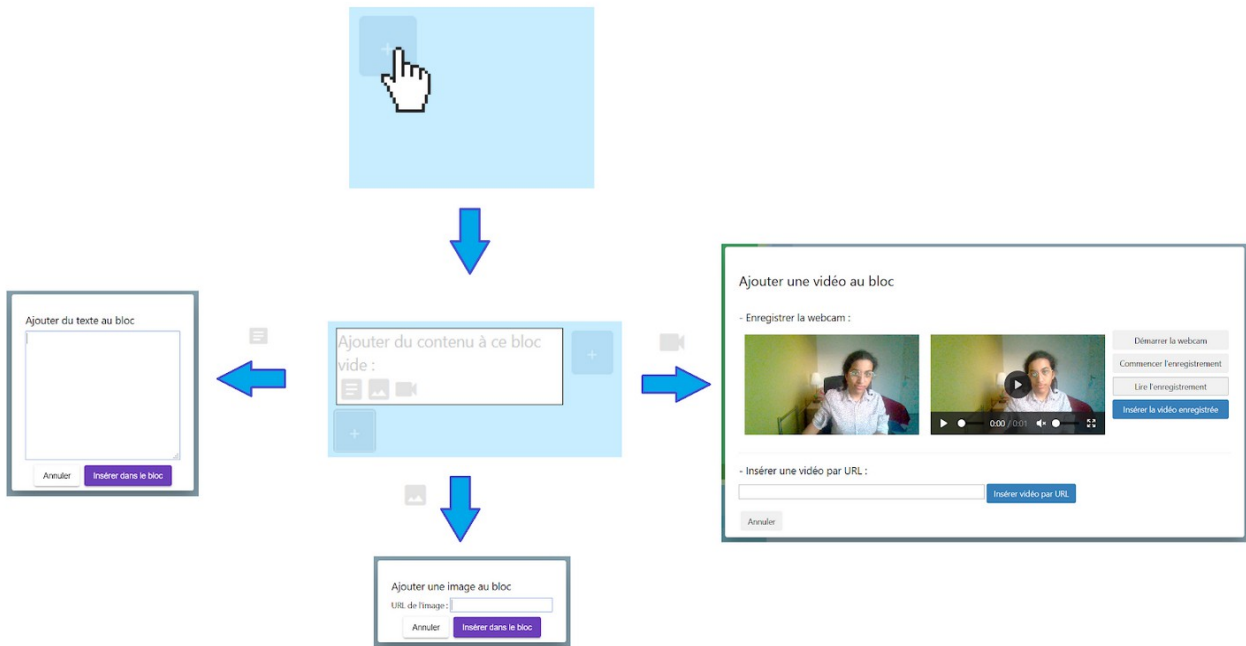 +
Ajouter du texte au bloc
Annuler
Insérer dans le bloc
Ajouter du contenu à ce bloc
vide :
+
+
Ajouter une image au bloc
URL de l'image :
Annuler
Insérer dans le bloc
Ajouter une vidéo au bloc
- Enregistrer la webcam :
Démarrer la webcam
Commencer l'enregistrement
Lire l'enregistrement
Insérer la vidéo enregistrée
0:00 / 0:01
- Insérer une vidéo par URL :
Insérer vidéo par URL
Annuler